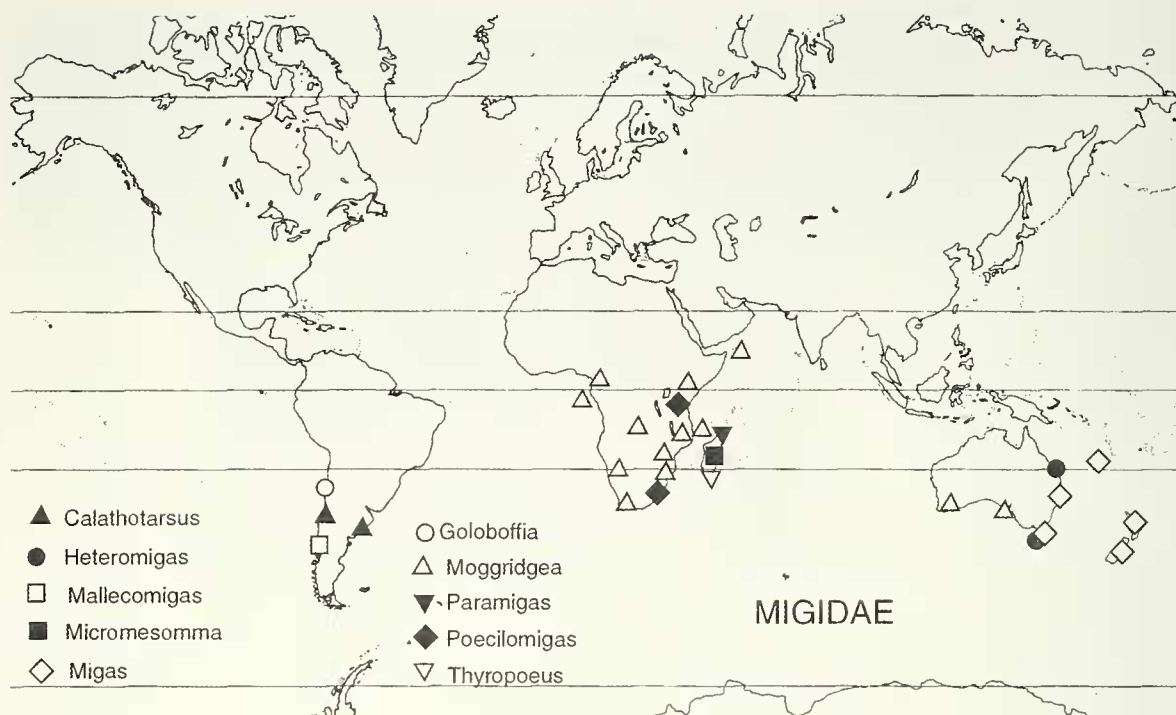 Calathotarsus
Heteromigas
Mallecomigas
Micromesomma
Migas
Goloboffia
Moggridgea
Paramigas
Poecilomigas
Thyropoeus
MIGIDAE